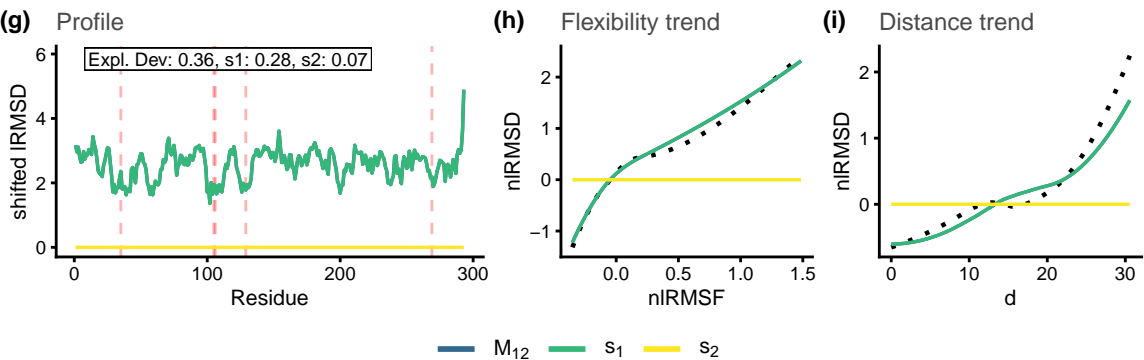 (g) Profile
Expl. Dev: 0.36, s1: 0.28, s2: 0.07
shifted lRMSD
6
4
2
0
0 100 200 300
Residue
(h) Flexibility trend
nlRMSD
2
1
0
−1
0.0 0.5 1.0 1.5
nlRMSF
(i) Distance trend
nlRMSD
2
1
0
0 10 20 30
d
M12 s1 s2